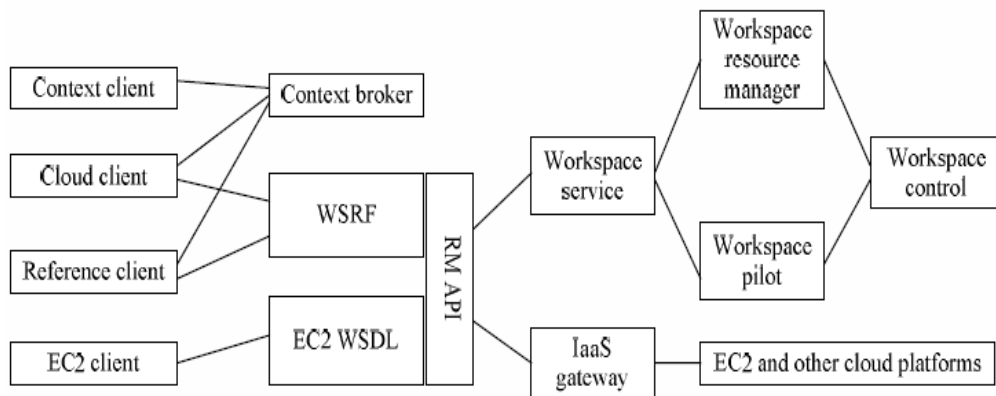 Context client
Cloud client
Reference client
EC2 client
Context broker
WSRF
EC2 WSDL
RM API
Workspace
service
IaaS
gateway
Workspace
resource
manager
Workspace
pilot
Workspace
control
EC2 and other cloud platforms